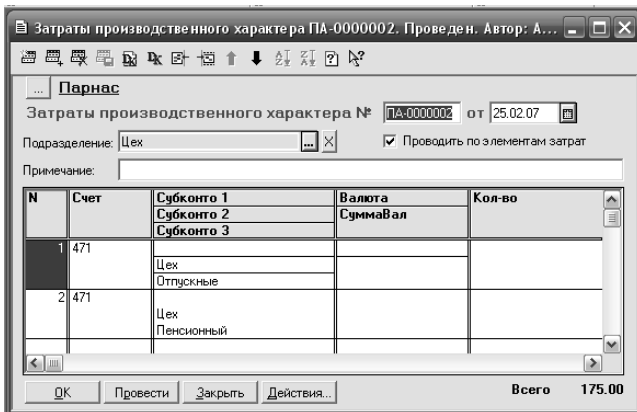 Затраты производственного характера ПА-0000002. Проведен. Автор: А...
... Парнас
Затраты производственного характера № ПА-0000002 от 25.02.07
Подразделение: Цех ... X Проводить по элементам затрат
Примечание:
N Счет Субконто 1 Валюта Кол-во
Субконто 2 СуммаВал
Субконто 3
1 471
Цех
Отпускные
2 471
Цех
Пенсионный
OK Провести Закрыть Действия... Всего 175.00